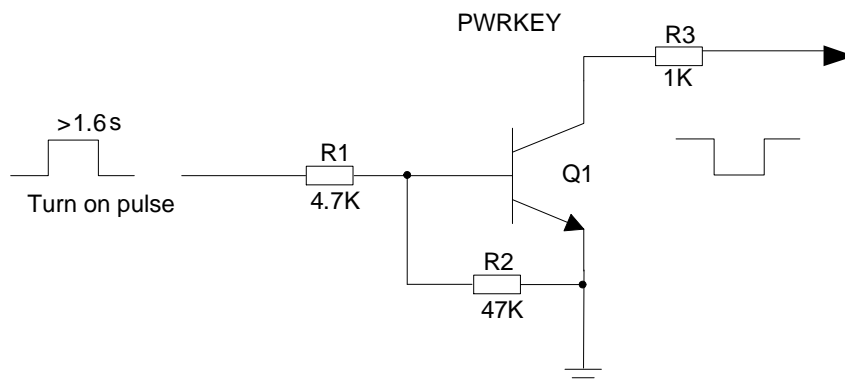 PWRKEY
R3
1K
>1.6s
Turn on pulse
R1
4.7K
Q1
R2
47K